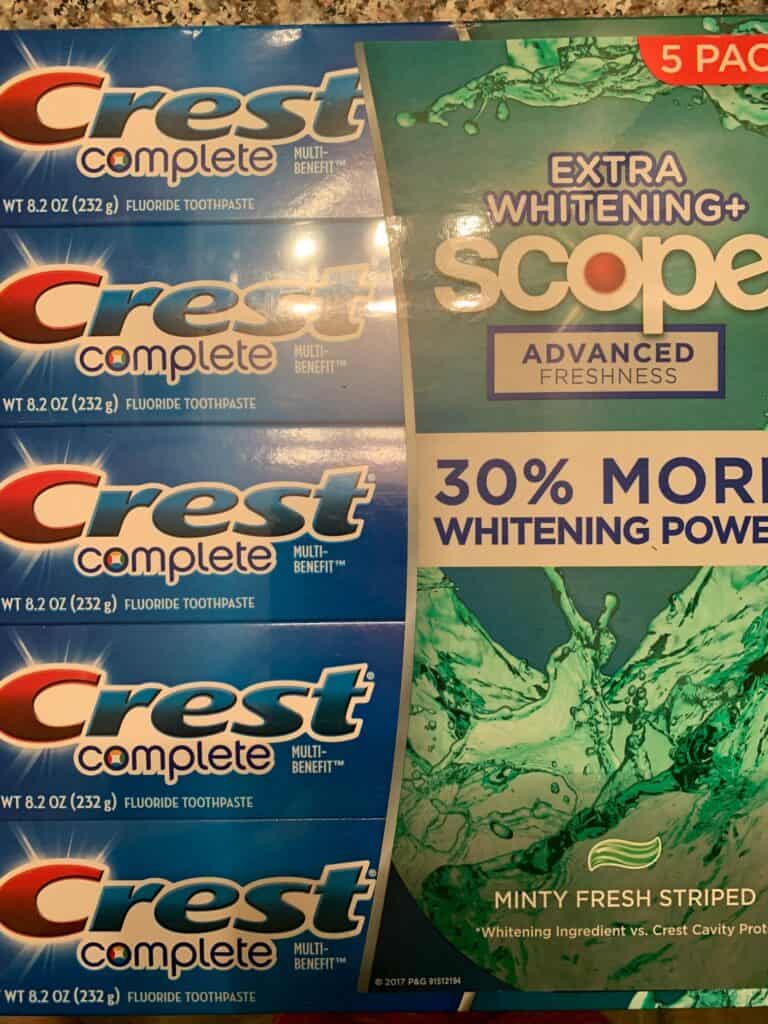 Crest
complete MULTI-
BENEFIT™
WT 8.2 OZ (232 g) FLUORIDE TOOTHPASTE
Crest
complete MULTI-
BENEFIT™
WT 8.2 OZ (232 g) FLUORIDE TOOTHPASTE
Crest
complete MULTI-
BENEFIT™
WT 8.2 OZ (232 g) FLUORIDE TOOTHPASTE
Crest
complete MULTI-
BENEFIT™
WT 8.2 OZ (232 g) FLUORIDE TOOTHPASTE
Crest®
complete MULTI-
BENEFIT™
WT 8.2 OZ (232 g) FLUORIDE TOOTHPASTE
5 PAC
EXTRA
WHITENING+
scope
ADVANCED
FRESHNESS
30% MORE
WHITENING POWE
MINTY FRESH STRIPED
*Whitening Ingredient vs. Crest Cavity Prot
© 2017 P&G 91512194